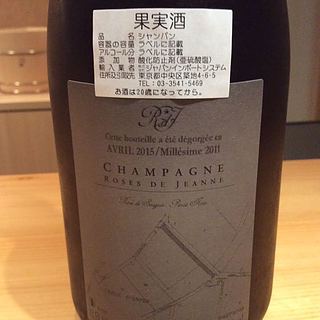 果実酒
品名 シャンパン
容器の容量 ラベルに記載
アルコール分 ラベルに記載
添加物 酸化防止剤(亜硫酸塩)
輸入業者 ジャパンインポートシステム
住所及引取先 東京都中央区築地4-6-5
TEL:03-3541-5469
お酒は20歳になってから。
Cette bouteille a été dégorgée en
AVRIL 2015/Millésime 2011
CHAMPAGNE
ROSES DE JEANNE